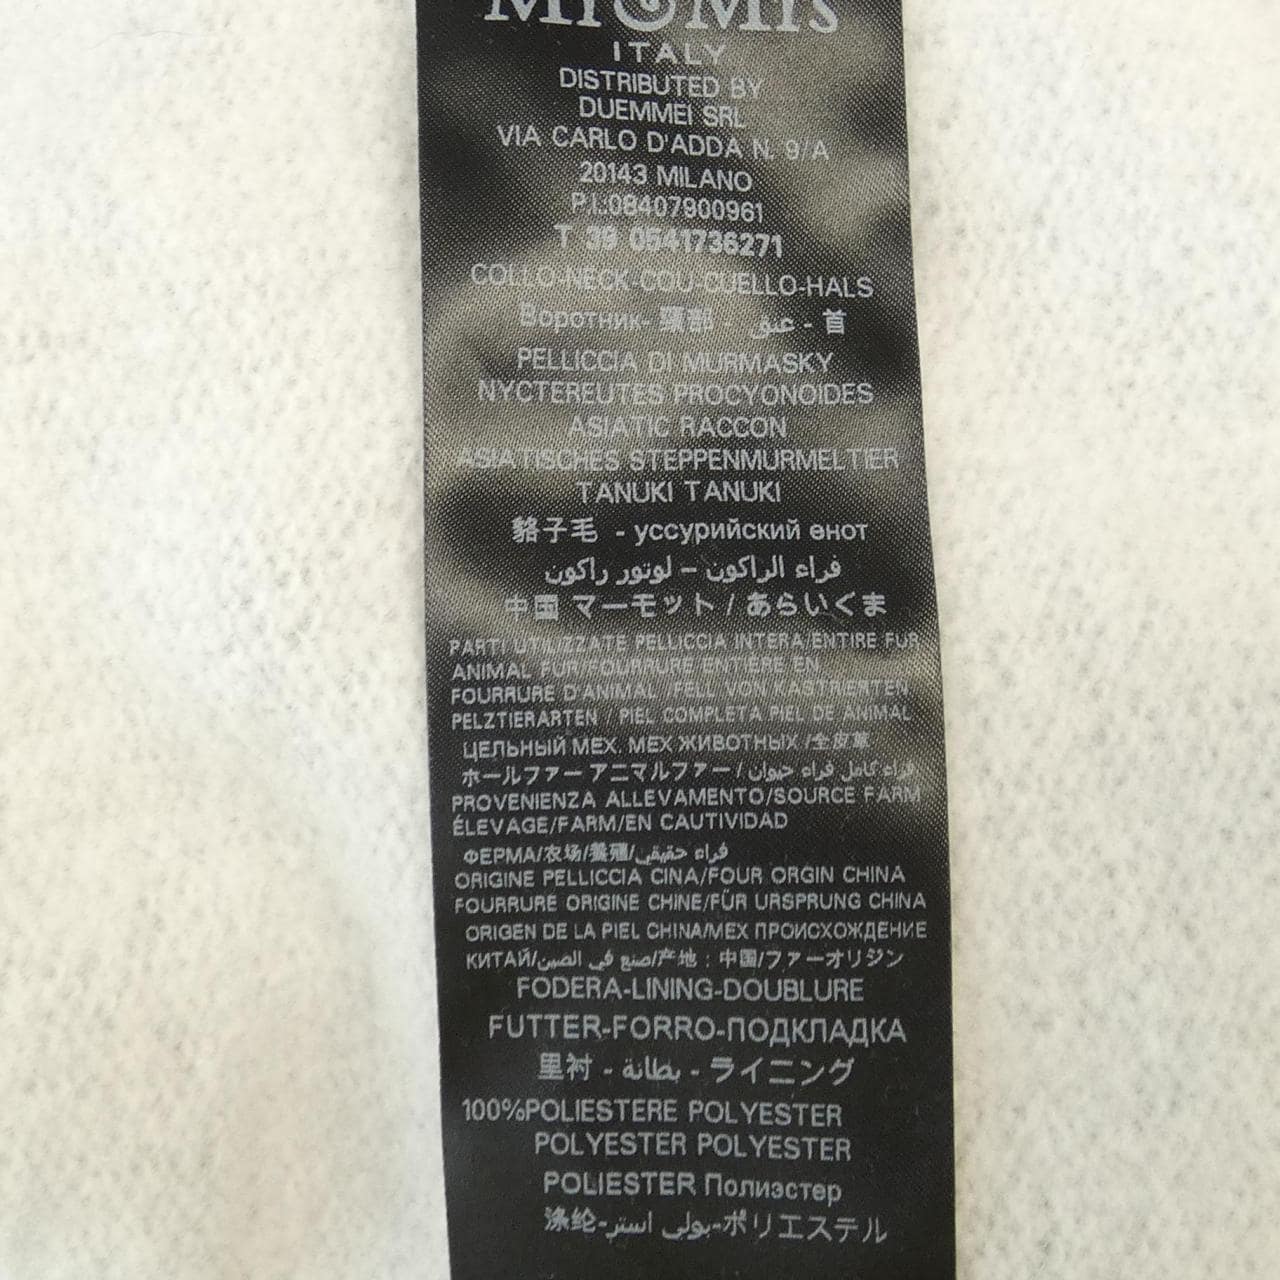 ITALY
DISTRIBUTED BY
DUEMMEI SRL
VIA CARLO D'ADDA N. 9/A
20143 MILANO
P.I.:08407900961
T 39 0541736271
COLLO-NECK-COU-CUELLO-HALS
Воротник- 頸部 - عنق - 首
PELLICCIA DI MURMASKY
NYCTEREUTES PROCYONOIDES
ASIATIC RACCON
ASIATISCHES STEPPENMURMELTIER
TANUKI TANUKI
貉子毛 - уссурийский енот
فراء الراكون – لوتور راكون
中国 マーモット / あらいくま
PARTI UTILIZZATE PELLICCIA INTERA/ENTIRE FUR
ANIMAL FUR/FOURRURE ENTIERE EN
FOURRURE D'ANIMAL /FELL VON KASTRIERTEN
PELZTIERARTEN / PIEL COMPLETA PIEL DE ANIMAL
ЦЕЛЬНЫЙ МЕХ. МЕХ ЖИВОТНЫХ /全皮草
ホールファー アニマルファー / فراء كامل فراء حيوان
PROVENIENZA ALLEVAMENTO/SOURCE FARM
ÉLEVAGE/FARM/EN CAUTIVIDAD
ФЕРМА/农场/養殖/فراء حقيقي
ORIGINE PELLICCIA CINA/FOUR ORGIN CHINA
FOURRURE ORIGINE CHINE/FÜR URSPRUNG CHINA
ORIGEN DE LA PIEL CHINA/МЕХ ПРОИСХОЖДЕНИЕ
КИТАЙ/صنع في الصين/产地 : 中国/ファーオリジン
FODERA-LINING-DOUBLURE
FUTTER-FORRO-ПОДКЛАДКА
里衬 - بطانة - ライニング
100%POLIESTERE POLYESTER
POLYESTER POLYESTER
POLIESTER Полиэстер
涤纶-بولي استر-ポリエステル